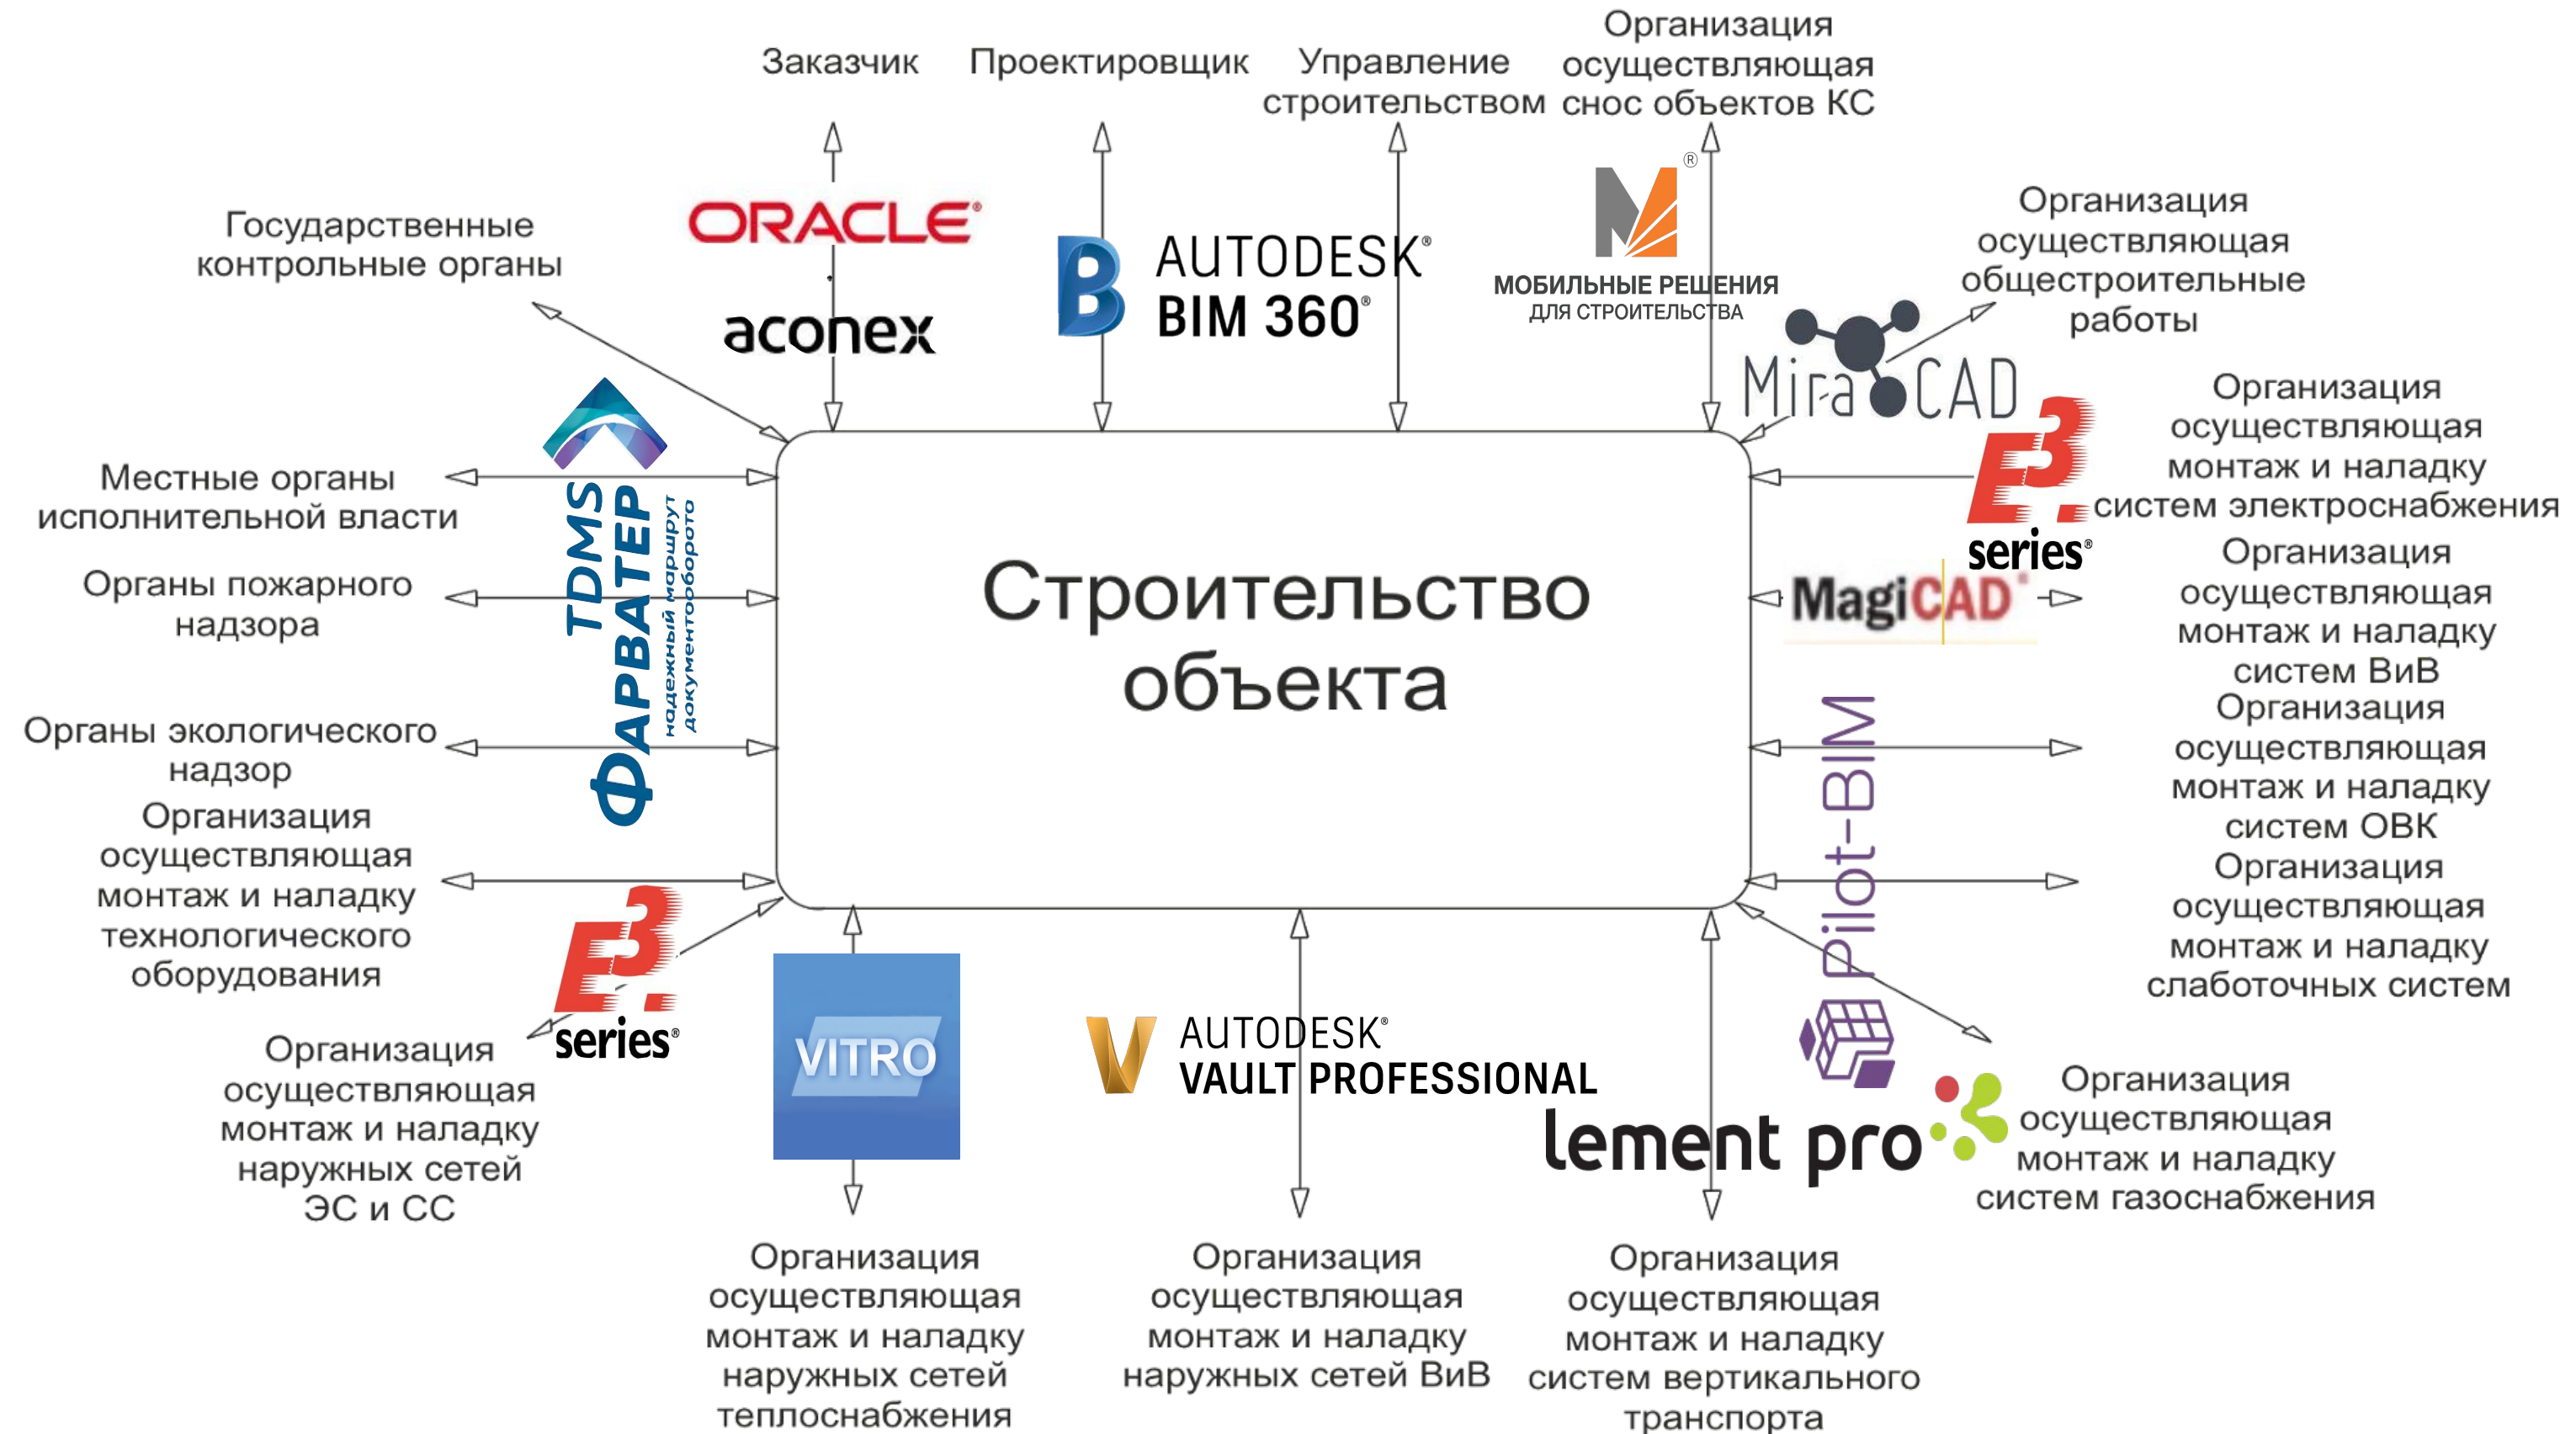 Заказчик
Проектировщик
Управление
строительством
Организация
осуществляющая
снос объектов КС
Государственные
контрольные органы
ORACLE®
aconex
AUTODESK®
BIM 360®
®
МОБИЛЬНЫЕ РЕШЕНИЯ
ДЛЯ СТРОИТЕЛЬСТВА
Организация
осуществляющая
общестроительные
работы
Mira CAD
Организация
осуществляющая
монтаж и наладку
систем электроснабжения
E3.
series®
Местные органы
исполнительной власти
TDMS
ФАРВАТЕР
надежный маршрут
документооборота
Органы пожарного
надзора
Строительство
объекта
MagiCAD
Организация
осуществляющая
монтаж и наладку
систем ВиВ
Органы экологического
надзор
Pilot-BIM
Организация
осуществляющая
монтаж и наладку
систем ОВК
Организация
осуществляющая
монтаж и наладку
технологического
оборудования
Организация
осуществляющая
монтаж и наладку
слаботочных систем
E3.
series®
Организация
осуществляющая
монтаж и наладку
наружных сетей
ЭС и СС
VITRO
AUTODESK®
VAULT PROFESSIONAL
lement pro
Организация
осуществляющая
монтаж и наладку
систем газоснабжения
Организация
осуществляющая
монтаж и наладку
наружных сетей
теплоснабжения
Организация
осуществляющая
монтаж и наладку
наружных сетей ВиВ
Организация
осуществляющая
монтаж и наладку
систем вертикального
транспорта